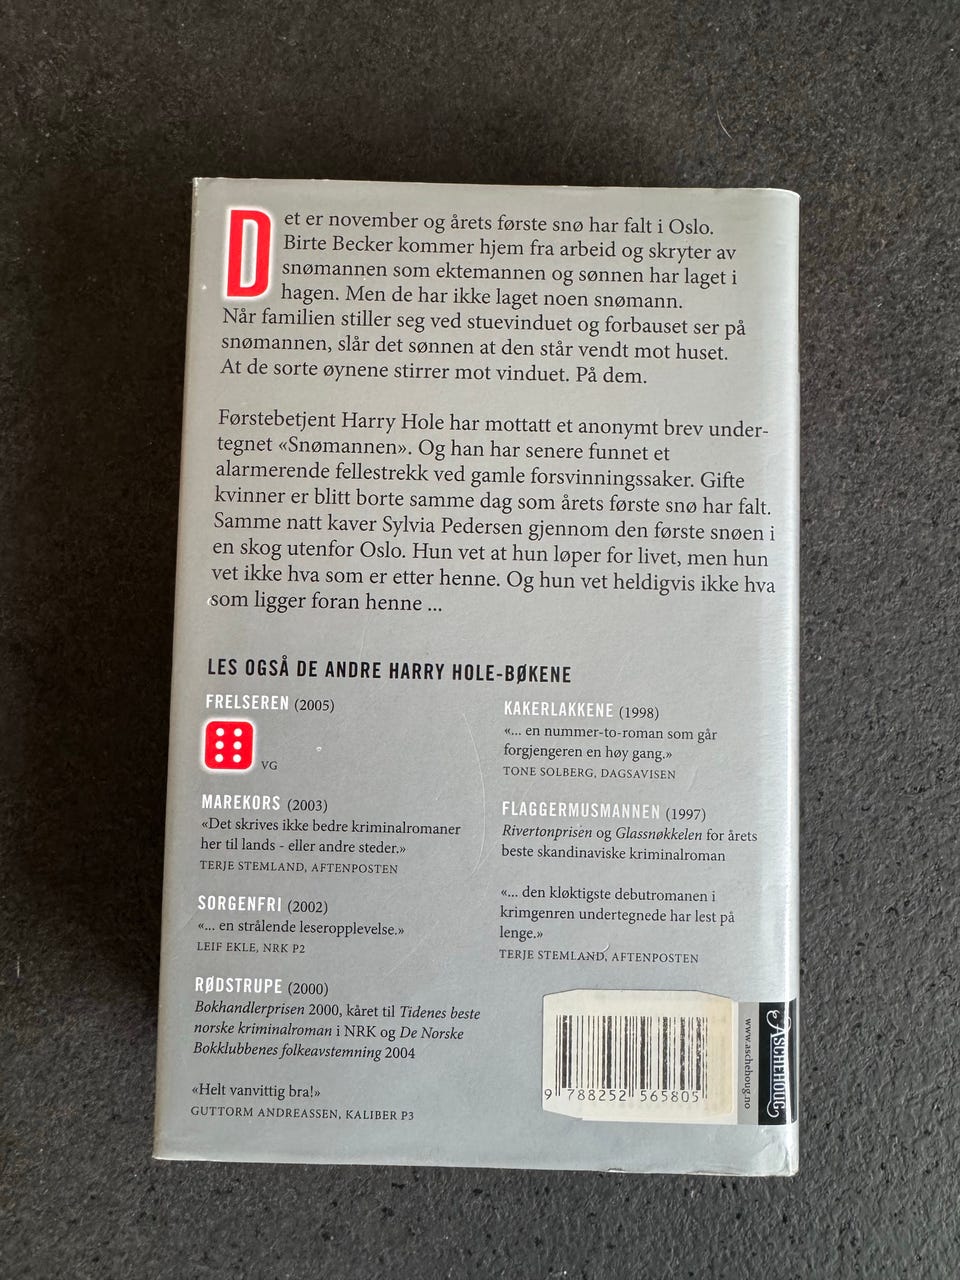 Det er november og årets første snø har falt i Oslo.
Birte Becker kommer hjem fra arbeid og skryter av
snømannen som ektemannen og sønnen har laget i
hagen. Men de har ikke laget noen snømann.
Når familien stiller seg ved stuevinduet og forbauset ser på
snømannen, slår det sønnen at den står vendt mot huset.
At de sorte øynene stirrer mot vinduet. På dem.
Førstebetjent Harry Hole har mottatt et anonymt brev under-
tegnet «Snømannen». Og han har senere funnet et
alarmerende fellestrekk ved gamle forsvinningssaker. Gifte
kvinner er blitt borte samme dag som årets første snø har falt.
Samme natt kaver Sylvia Pedersen gjennom den første snøen i
en skog utenfor Oslo. Hun vet at hun løper for livet, men hun
vet ikke hva som er etter henne. Og hun vet heldigvis ikke hva
som ligger foran henne ...
LES OGSÅ DE ANDRE HARRY HOLE-BØKENE
FRELSEREN (2005)
VG
MAREKORS (2003)
«Det skrives ikke bedre kriminalromaner
her til lands - eller andre steder.»
TERJE STEMLAND, AFTENPOSTEN
SORGENFRI (2002)
«... en strålende leseropplevelse.»
LEIF EKLE, NRK P2
RØDSTRUPE (2000)
Bokhandlerprisen 2000, kåret til Tidenes beste
norske kriminalroman i NRK og De Norske
Bokklubbenes folkeavstemning 2004
«Helt vanvittig bra!»
GUTTORM ANDREASSEN, KALIBER P3
KAKERLAKKENE (1998)
«... en nummer-to-roman som går
forgjengeren en høy gang.»
TONE SOLBERG, DAGSAVISEN
FLAGGERMUSMANNEN (1997)
Rivertonprisen og Glassnøkkelen for årets
beste skandinaviske kriminalroman
«... den kløktigste debutromanen i
krimgenren undertegnede har lest på
lenge.»
TERJE STEMLAND, AFTENPOSTEN
9 788252 565805
www.aschehoug.no
ASCHEHOUG